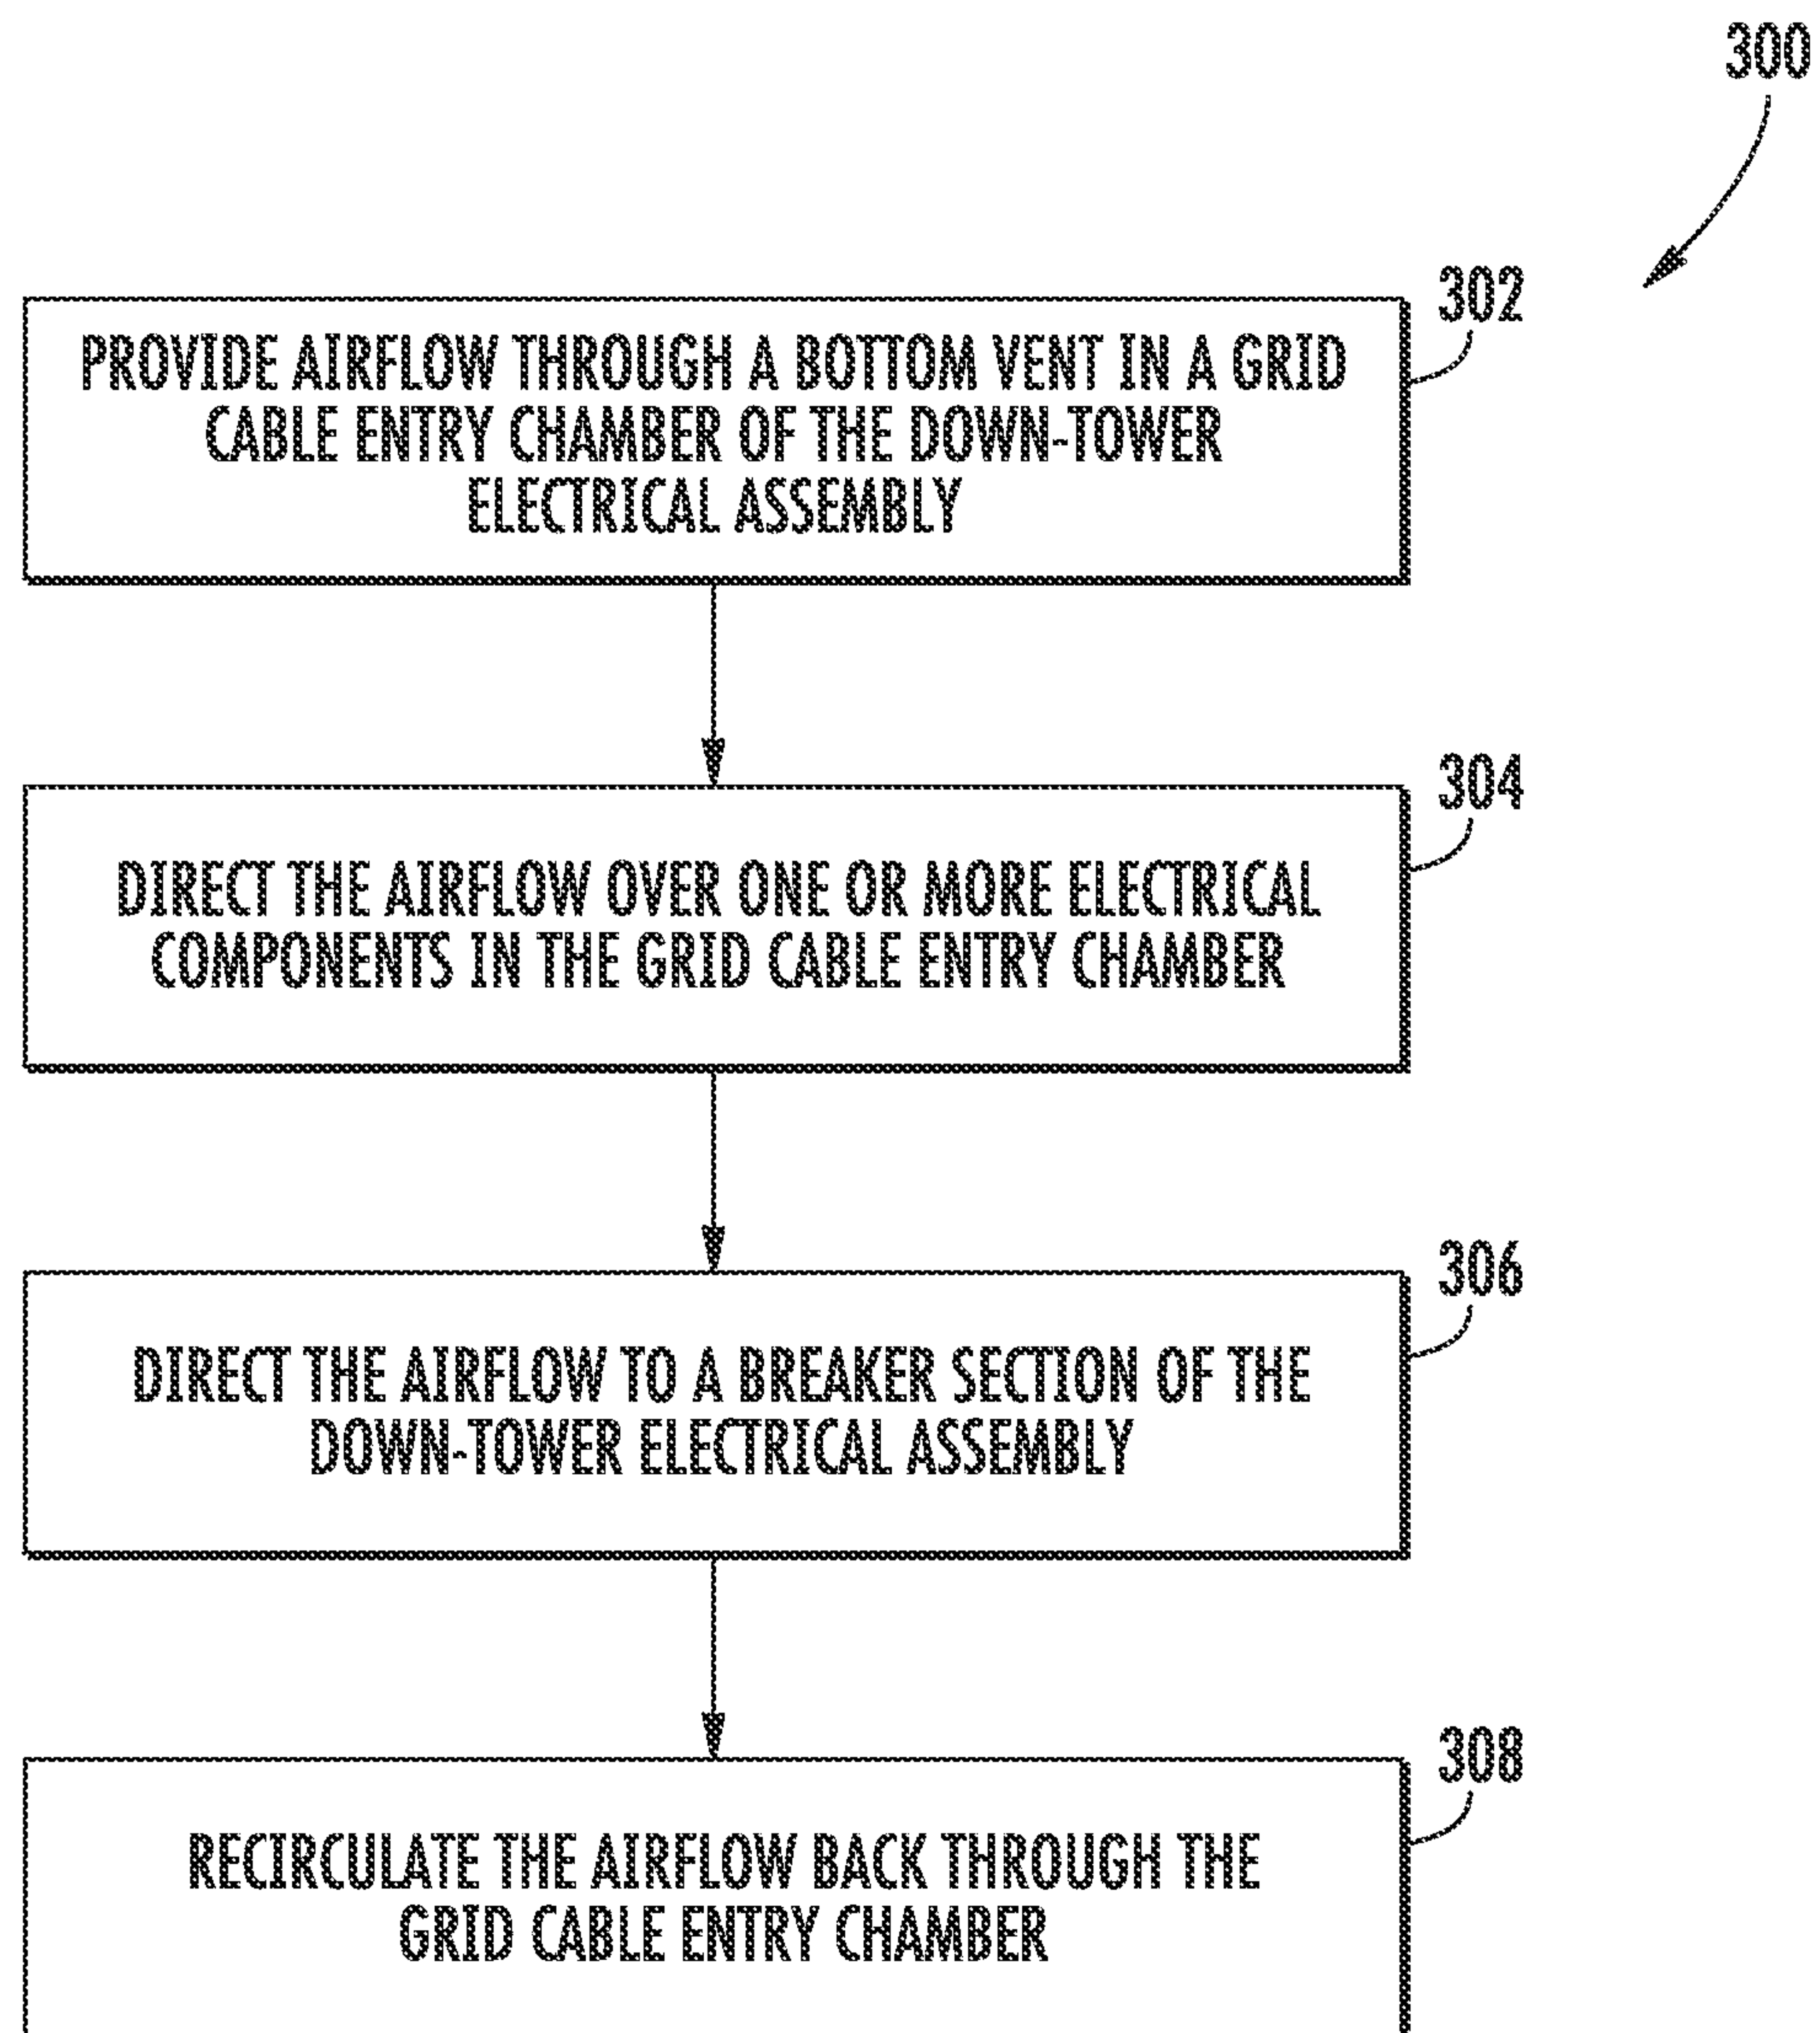 300
302
PROVIDE AIRFLOW THROUGH A BOTTOM VENT IN A GRID
CABLE ENTRY CHAMBER OF THE DOWN-TOWER
ELECTRICAL ASSEMBLY
304
DIRECT THE AIRFLOW OVER ONE OR MORE ELECTRICAL
COMPONENTS IN THE GRID CABLE ENTRY CHAMBER
306
DIRECT THE AIRFLOW TO A BREAKER SECTION OF THE
DOWN-TOWER ELECTRICAL ASSEMBLY
308
RECIRCULATE THE AIRFLOW BACK THROUGH THE
GRID CABLE ENTRY CHAMBER